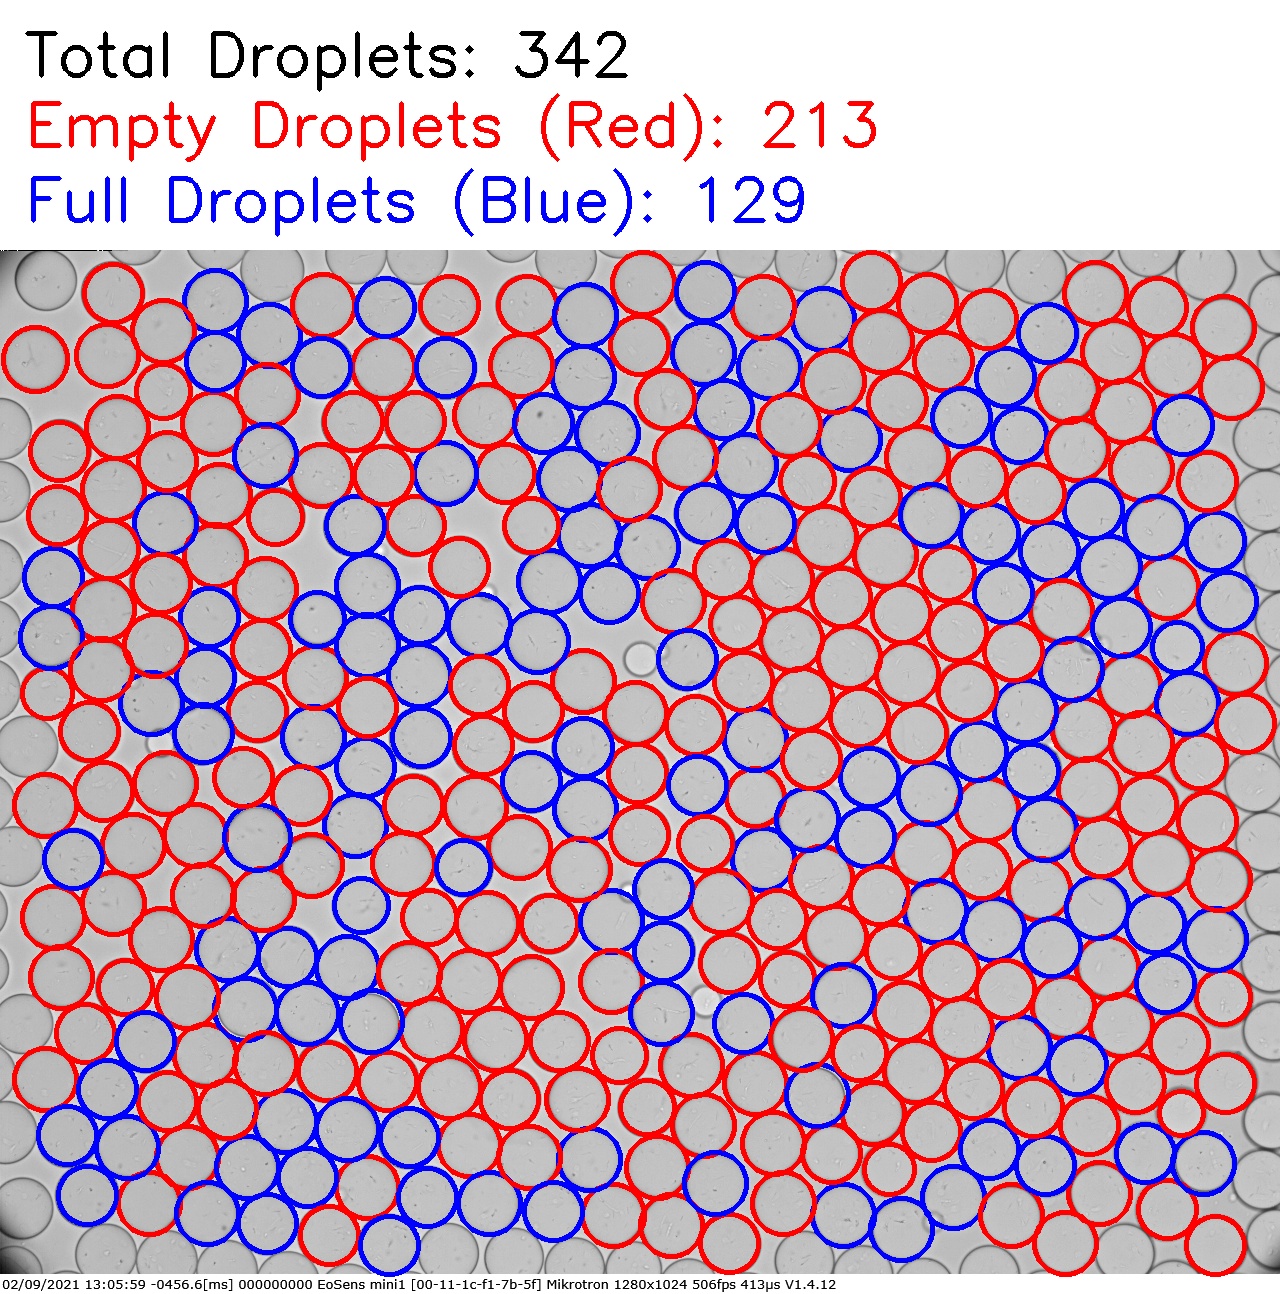 Total Droplets: 342
Empty Droplets (Red): 213
Full Droplets (Blue): 129
02/09/2021 13:05:59 -0456.6[ms] 000000000 EoSens mini1 [00-11-1c-f1-7b-5f] Mikrotron 1280x1024 506fps 413µs V1.4.12